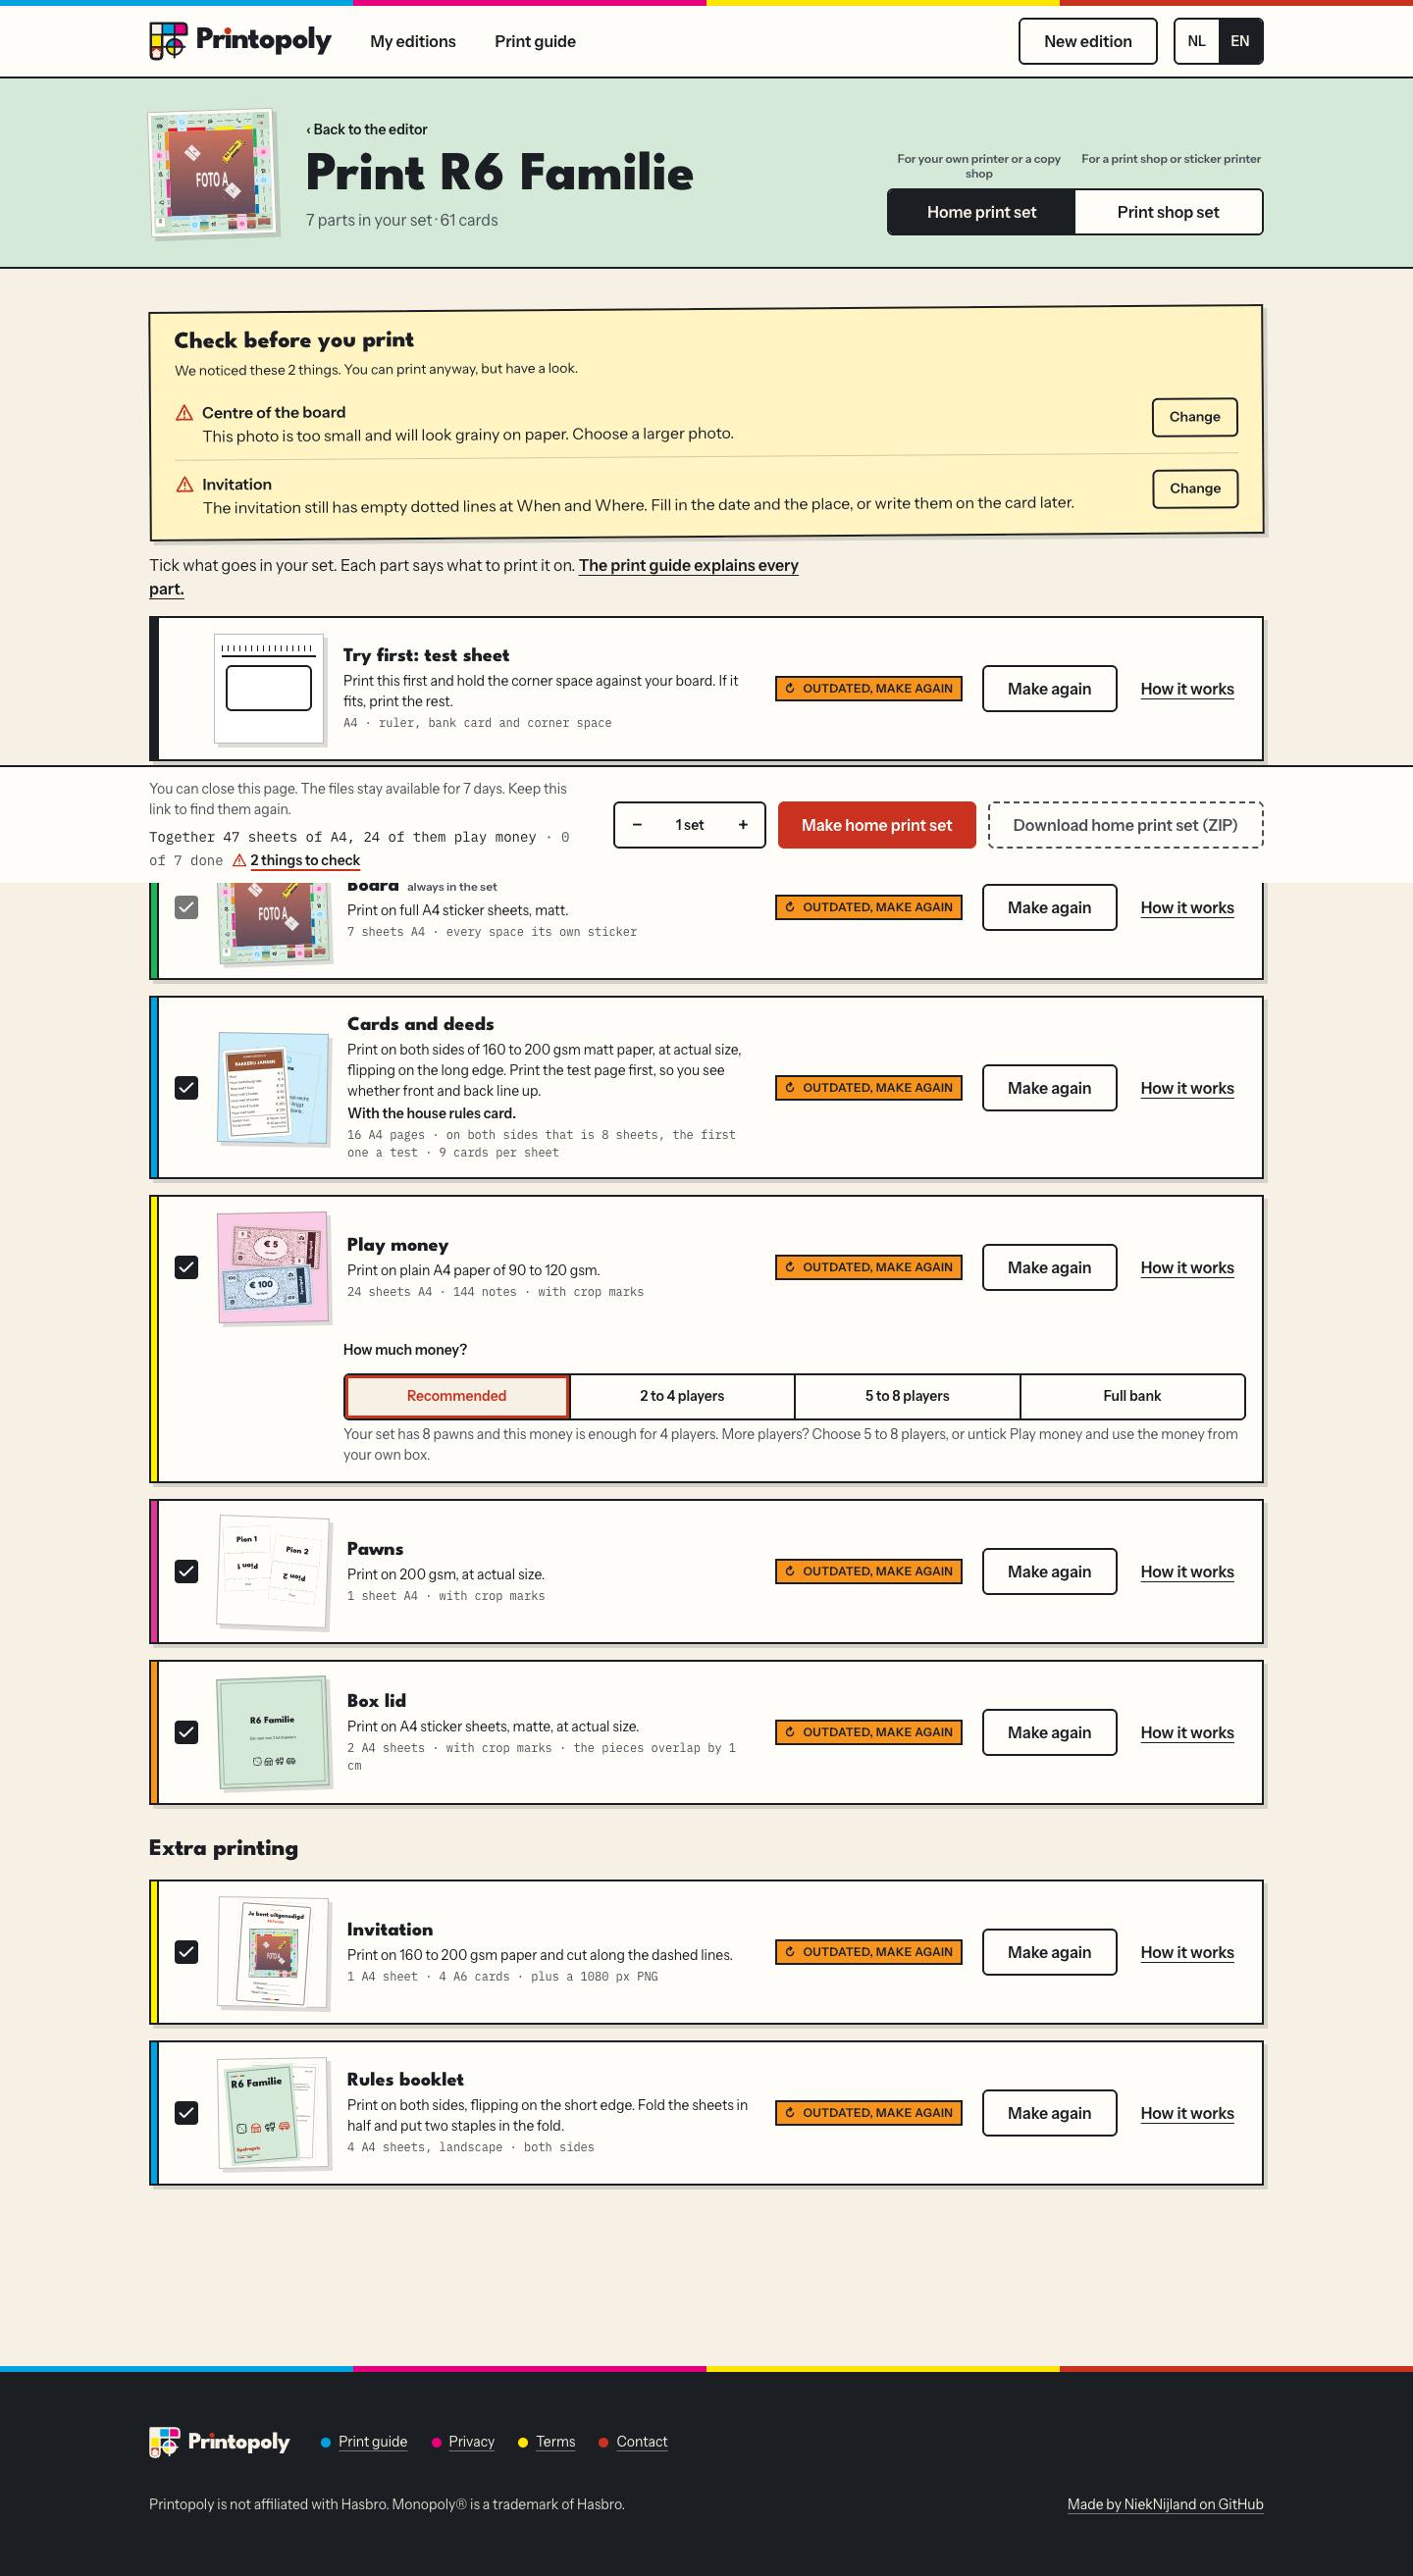 Printopoly
My editions
Print guide
New edition
NL
EN
FOTO A
‹ Back to the editor
Print R6 Familie
7 parts in your set · 61 cards
For your own printer or a copy
shop
For a print shop or sticker printer
Home print set
Print shop set
Check before you print
We noticed these 2 things. You can print anyway, but have a look.
Centre of the board
This photo is too small and will look grainy on paper. Choose a larger photo.
Change
Invitation
The invitation still has empty dotted lines at When and Where. Fill in the date and the place, or write them on the card later.
Change
Tick what goes in your set. Each part says what to print it on. The print guide explains every
part.
Try first: test sheet
Print this first and hold the corner space against your board. If it
fits, print the rest.
A4 · ruler, bank card and corner space
OUTDATED, MAKE AGAIN
Make again
How it works
You can close this page. The files stay available for 7 days. Keep this
link to find them again.
Together 47 sheets of A4, 24 of them play money · 0
of 7 done 2 things to check
− 1 set +
Make home print set
Download home print set (ZIP)
FOTO A
Board always in the set
Print on full A4 sticker sheets, matt.
7 sheets A4 · every space its own sticker
OUTDATED, MAKE AGAIN
Make again
How it works
BAKKERIJ JANSEN
Cards and deeds
Print on both sides of 160 to 200 gsm matt paper, at actual size,
flipping on the long edge. Print the test page first, so you see
whether front and back line up.
With the house rules card.
16 A4 pages · on both sides that is 8 sheets, the first
one a test · 9 cards per sheet
OUTDATED, MAKE AGAIN
Make again
How it works
€ 5
€ 100
Play money
Print on plain A4 paper of 90 to 120 gsm.
24 sheets A4 · 144 notes · with crop marks
OUTDATED, MAKE AGAIN
Make again
How it works
How much money?
Recommended
2 to 4 players
5 to 8 players
Full bank
Your set has 8 pawns and this money is enough for 4 players. More players? Choose 5 to 8 players, or untick Play money and use the money from
your own box.
Pion 1
Pion 2
Pion 1
Pion 2
Pawns
Print on 200 gsm, at actual size.
1 sheet A4 · with crop marks
OUTDATED, MAKE AGAIN
Make again
How it works
R6 Familie
Box lid
Print on A4 sticker sheets, matte, at actual size.
2 A4 sheets · with crop marks · the pieces overlap by 1
cm
OUTDATED, MAKE AGAIN
Make again
How it works
Extra printing
Je bent uitgenodigd
FOTO A
Invitation
Print on 160 to 200 gsm paper and cut along the dashed lines.
1 A4 sheet · 4 A6 cards · plus a 1080 px PNG
OUTDATED, MAKE AGAIN
Make again
How it works
R6 Familie
Spelregels
Rules booklet
Print on both sides, flipping on the short edge. Fold the sheets in
half and put two staples in the fold.
4 A4 sheets, landscape · both sides
OUTDATED, MAKE AGAIN
Make again
How it works
Printopoly
Print guide
Privacy
Terms
Contact
Printopoly is not affiliated with Hasbro. Monopoly® is a trademark of Hasbro.
Made by NiekNijland on GitHub